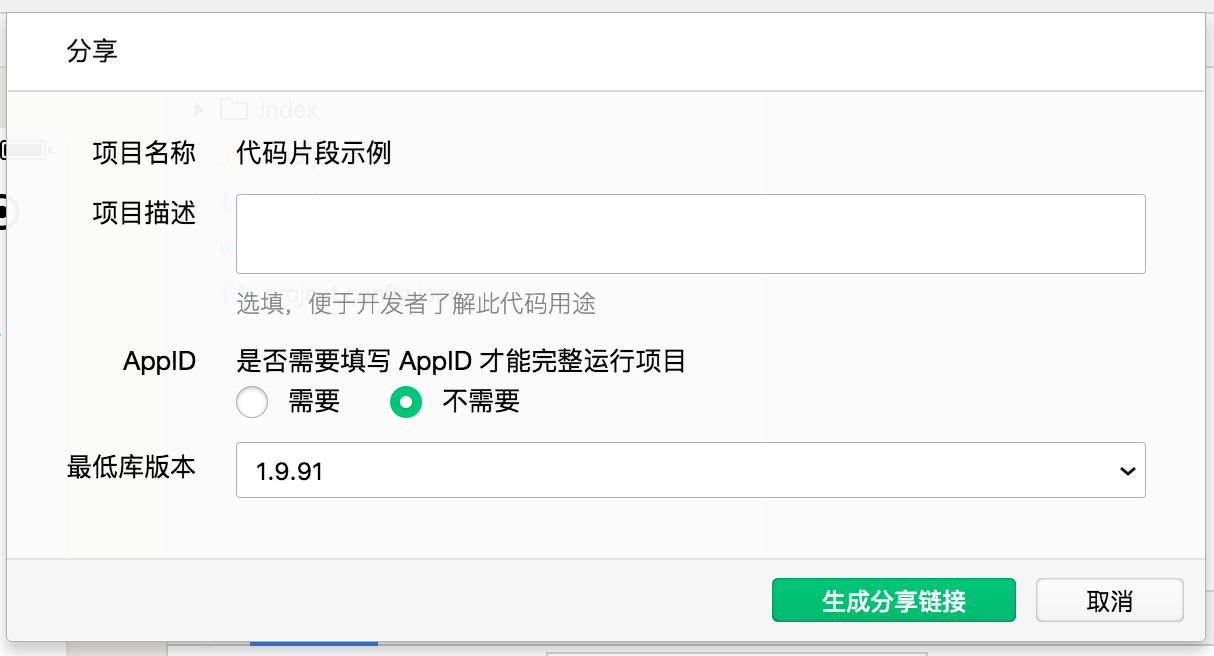 分享
index
项目名称 代码片段示例
项目描述
project.config.json
选填，便于开发者了解此代码用途
AppID 是否需要填写 AppID 才能完整运行项目
需要 不需要
最低库版本 1.9.91
生成分享链接 取消